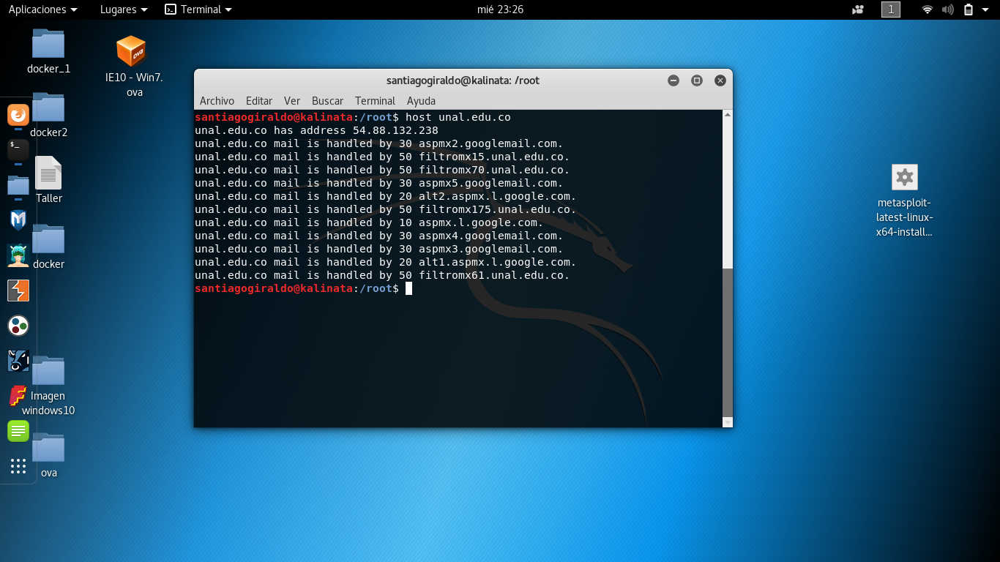 Aplicaciones Lugares Terminal mié 23:26 1
docker_1
IE10 - Win7.
ova
docker2
Taller
docker
Imagen
windows10
ova
metasploit-
latest-linux-
x64-install...
santiagogiraldo@kalinata: /root
Archivo Editar Ver Buscar Terminal Ayuda
santiagogiraldo@kalinata:/root$ host unal.edu.co
unal.edu.co has address 54.88.132.238
unal.edu.co mail is handled by 30 aspmx2.googlemail.com.
unal.edu.co mail is handled by 50 filtromx15.unal.edu.co.
unal.edu.co mail is handled by 50 filtromx70.unal.edu.co.
unal.edu.co mail is handled by 30 aspmx5.googlemail.com.
unal.edu.co mail is handled by 20 alt2.aspmx.l.google.com.
unal.edu.co mail is handled by 50 filtromx175.unal.edu.co.
unal.edu.co mail is handled by 10 aspmx.l.google.com.
unal.edu.co mail is handled by 30 aspmx4.googlemail.com.
unal.edu.co mail is handled by 30 aspmx3.googlemail.com.
unal.edu.co mail is handled by 20 alt1.aspmx.l.google.com.
unal.edu.co mail is handled by 50 filtromx61.unal.edu.co.
santiagogiraldo@kalinata:/root$